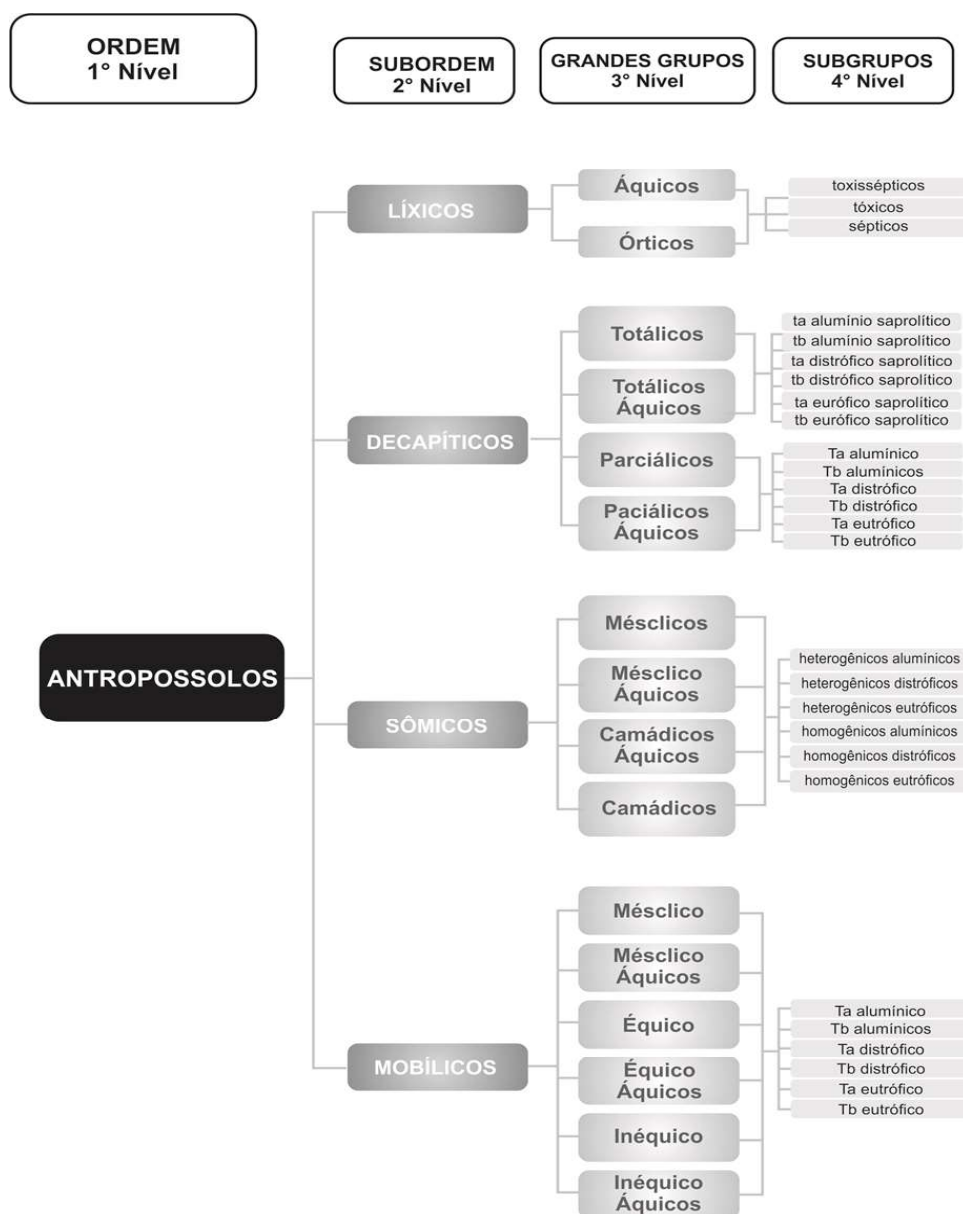 ORDEM
1° Nível
SUBORDEM
2° Nível
GRANDES GRUPOS
3° Nível
SUBGRUPOS
4° Nível
ANTROPOSSOLOS
LÍXICOS
Áquicos
Órticos
toxissépticos
tóxicos
sépticos
DECAPÍTICOS
Totálicos
Totálicos
Áquicos
Parciálicos
Paciálicos
Áquicos
ta alumínio saprolítico
tb alumínio saprolítico
ta distrófico saprolítico
tb distrófico saprolítico
ta eurófico saprolítico
tb eurófico saprolítico
Ta alumínico
Tb alumínicos
Ta distrófico
Tb distrófico
Ta eutrófico
Tb eutrófico
SÔMICOS
Mésclicos
Mésclico
Áquicos
Camádicos
Áquicos
Camádicos
heterogênicos alumínicos
heterogênicos distróficos
heterogênicos eutróficos
homogênicos alumínicos
homogênicos distróficos
homogênicos eutróficos
MOBÍLICOS
Mésclico
Mésclico
Áquicos
Équico
Équico
Áquicos
Inéquico
Inéquico
Áquicos
Ta alumínico
Tb alumínicos
Ta distrófico
Tb distrófico
Ta eutrófico
Tb eutrófico